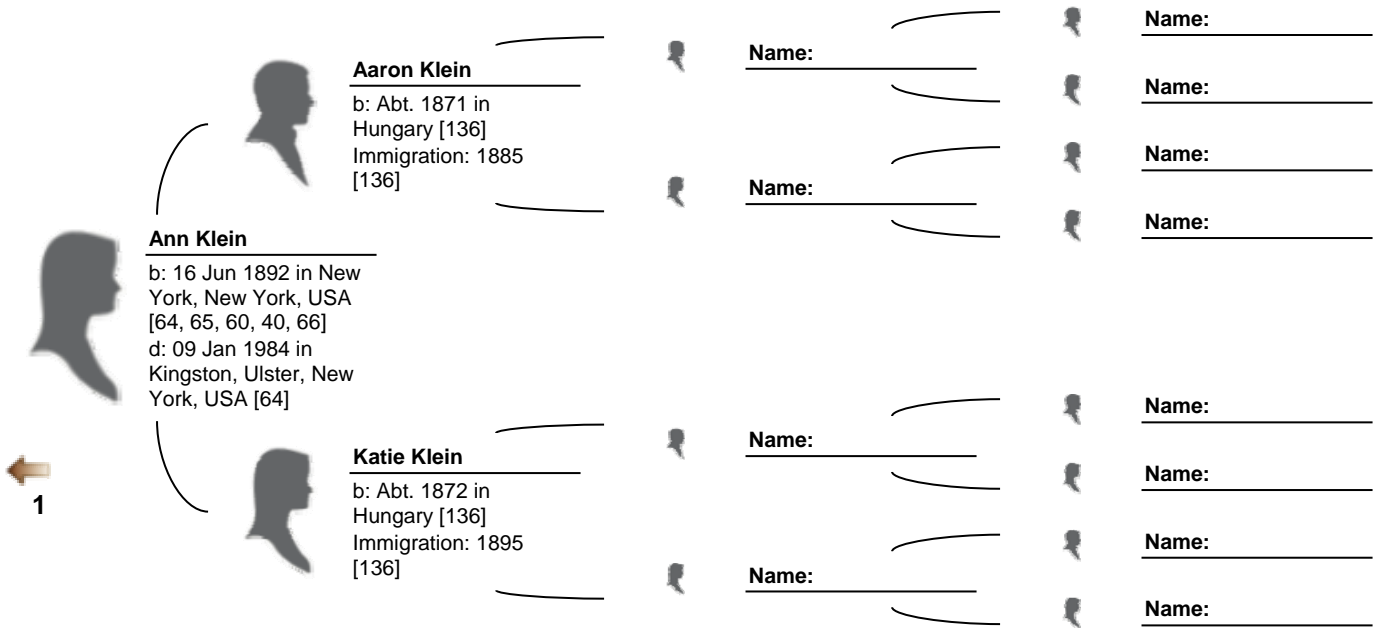 Ann Klein
b: 16 Jun 1892 in New
York, New York, USA
[64, 65, 60, 40, 66]
d: 09 Jan 1984 in
Kingston, Ulster, New
York, USA [64]
1
Aaron Klein
b: Abt. 1871 in
Hungary [136]
Immigration: 1885
[136]
Katie Klein
b: Abt. 1872 in
Hungary [136]
Immigration: 1895
[136]
Name:
Name:
Name:
Name:
Name:
Name:
Name:
Name:
Name:
Name:
Name:
Name: